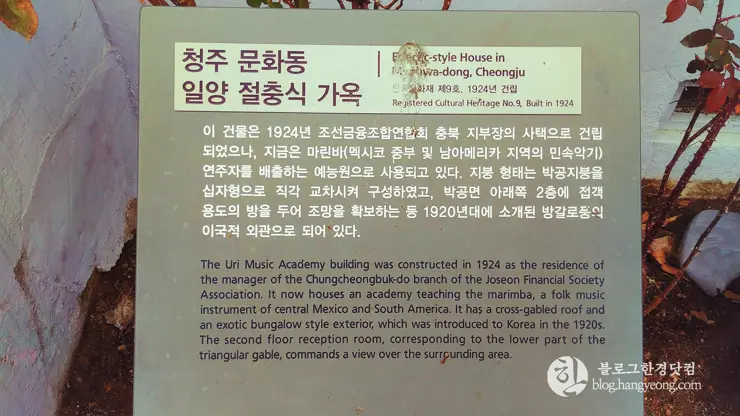 청주 문화동
일양 절충식 가옥
Eclectic-style House in
Munhwa-dong, Cheongju
제9호, 1924년 건립
Registered Cultural Heritage No.9, Built in 1924
이 건물은 1924년 조선금융조합연합회 충북 지부장의 사택으로 건립
되었으나, 지금은 마린바(멕시코 중부 및 남아메리카 지역의 민속악기)
연주자를 배출하는 예능원으로 사용되고 있다. 지붕 형태는 박공지붕을
십자형으로 직각 교차시켜 구성하였고, 박공면 아래쪽 2층에 접객
용도의 방을 두어 조망을 확보하는 등 1920년대에 소개된 방갈로풍의
이국적 외관으로 되어 있다.
The Uri Music Academy building was constructed in 1924 as the residence of
the manager of the Chungcheongbuk-do branch of the Joseon Financial Society
Association. It now houses an academy teaching the marimba, a folk music
instrument of central Mexico and South America. It has a cross-gabled roof and
an exotic bungalow style exterior, which was introduced to Korea in the 1920s.
The second floor reception room, corresponding to the lower part of the
triangular gable, commands a view over the surrounding area.
한 블로그한경닷컴
blog.hangyeong.com